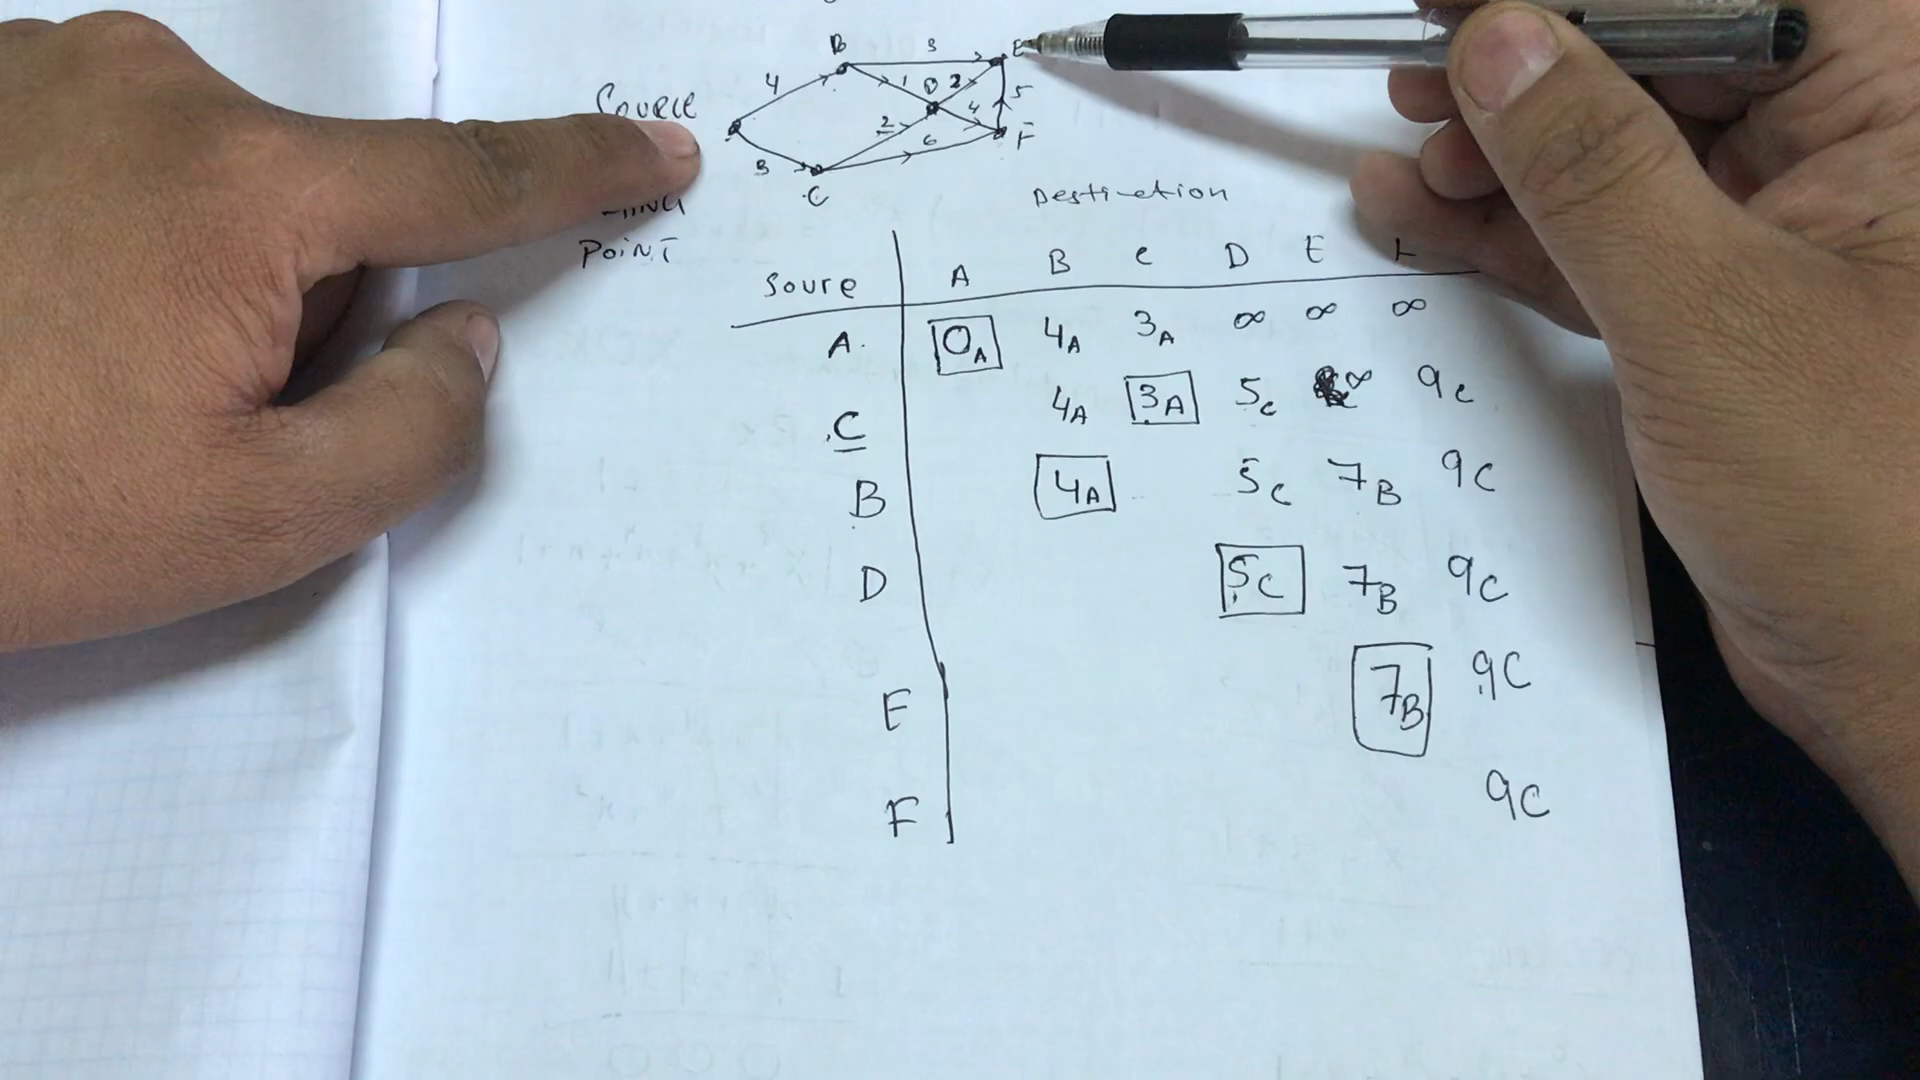 B 3 E
4 1 D 2 5
SOURCE
2 4
6 F
3
C
Destination
POINT
Soure A B C D E
A. 0A 4A 3A ∞ ∞ ∞
C 4A 3A 5C ∞ 9C
B 4A 5C 7B 9C
D 5C 7B 9C
E 7B 9C
F 9C